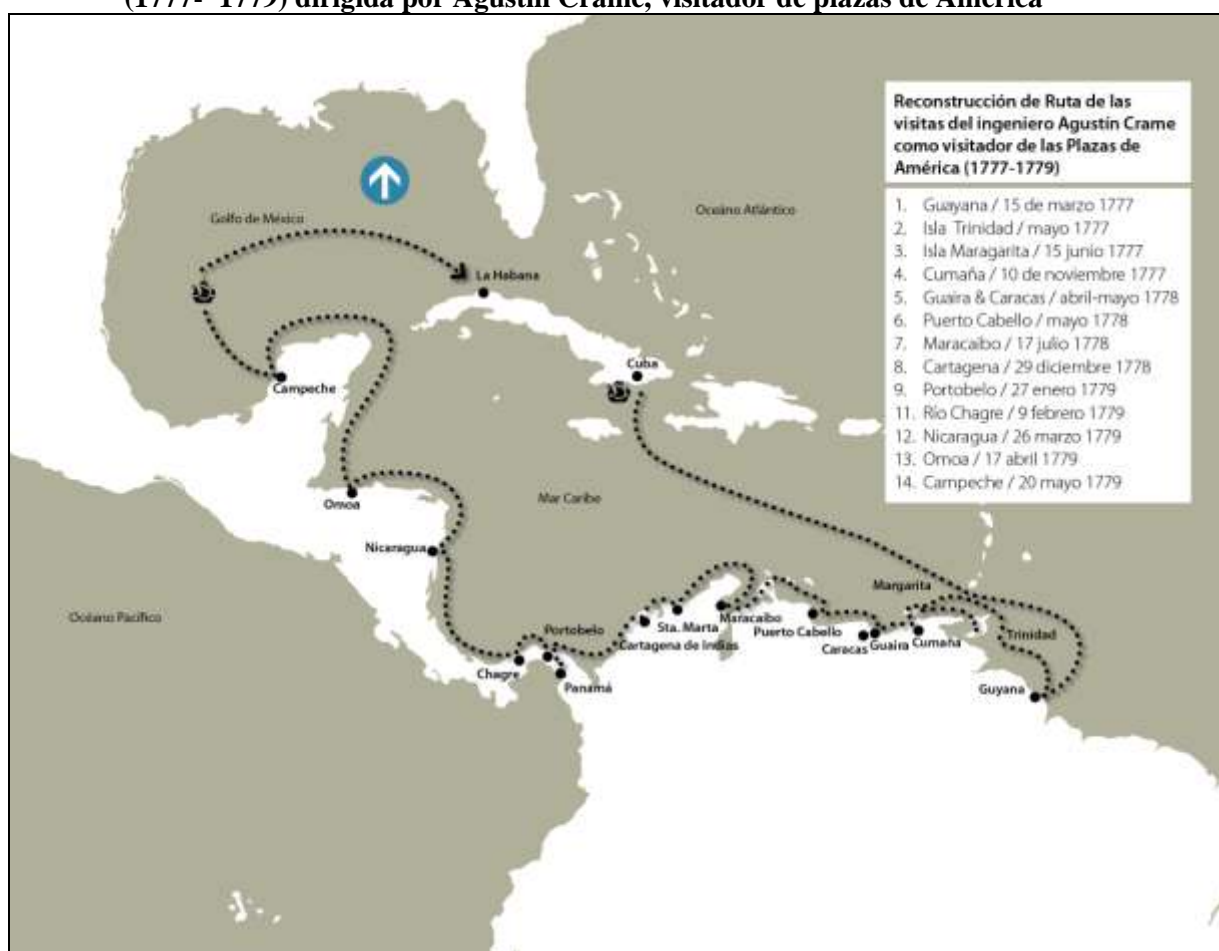 (1777- 1779) dirigida por Agustín Crame, visitador de plazas de América
Reconstrucción de Ruta de las
visitas del ingeniero Agustín Crame
como visitador de las Plazas de
América (1777-1779)
1. Guayana / 15 de marzo 1777
2. Isla Trinidad / mayo 1777
3. Isla Maragarita / 15 junio 1777
4. Cumaña / 10 de noviembre 1777
5. Guaira & Caracas / abril-mayo 1778
6. Puerto Cabello / mayo 1778
7. Maracaibo / 17 julio 1778
8. Cartagena / 29 diciembre 1778
9. Portobelo / 27 enero 1779
11. Río Chagre / 9 febrero 1779
12. Nicaragua / 26 marzo 1779
13. Omoa / 17 abril 1779
14. Campeche / 20 mayo 1779
Golfo de México
Oceáno Atlántico
La Habana
Cuba
Campeche
Omoa
Mar Caribe
Nicaragua
Margarita
Océano Pacífico
Sta. Marta
Maracaibo
Puerto Cabello
Caracas
Guaira
Cumaña
Trinidad
Portobelo
Cartagena de Indias
Chagre
Panamá
Guyana